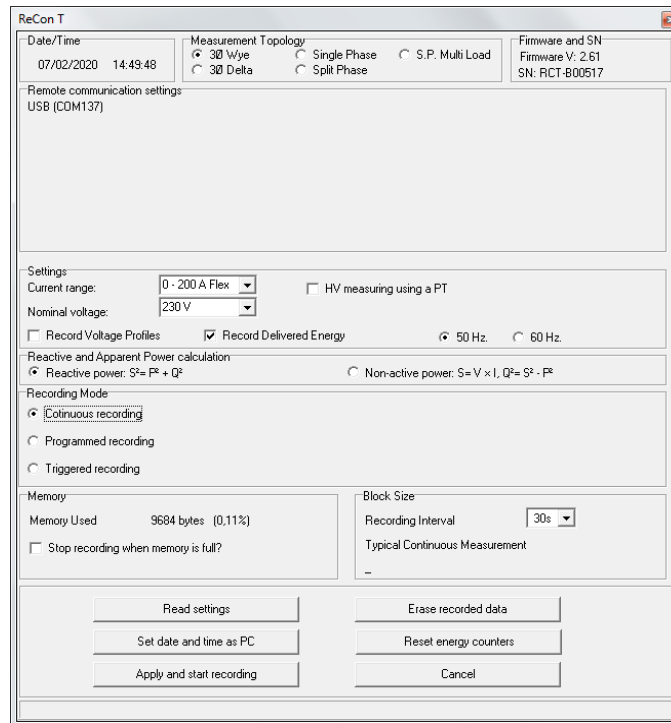 ReCon T
Date/Time
07/02/2020 14:49:48
Measurement Topology
3Ø Wye
Single Phase
S.P. Multi Load
3Ø Delta
Split Phase
Firmware and SN
Firmware V: 2.61
SN: RCT-B00517
Remote communication settings
USB (COM137)
Settings
Current range:
0 - 200 A Flex
HV measuring using a PT
Nominal voltage:
230 V
Record Voltage Profiles
Record Delivered Energy
50 Hz.
60 Hz.
Reactive and Apparent Power calculation
Reactive power: S²= P² + Q²
Non-active power: S= V × I, Q²= S² - P²
Recording Mode
Cotinuous recording
Programmed recording
Triggered recording
Memory
Memory Used 9684 bytes (0,11%)
Stop recording when memory is full?
Block Size
Recording Interval
30s
Typical Continuous Measurement
_
Read settings
Erase recorded data
Set date and time as PC
Reset energy counters
Apply and start recording
Cancel